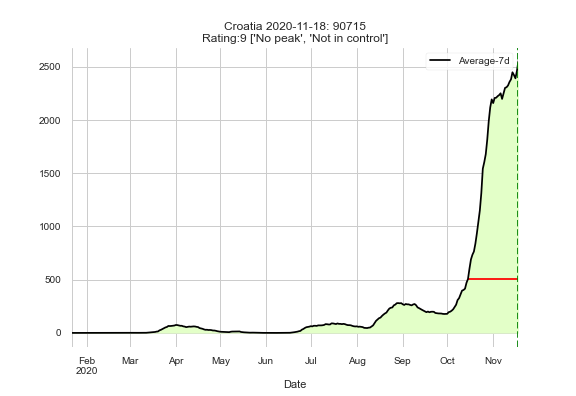 Croatia 2020-11-18: 90715
Rating:9 ['No peak', 'Not in control']
Average-7d
2500
2000
1500
1000
500
0
Feb Mar Apr May Jun Jul Aug Sep Oct Nov
2020
Date